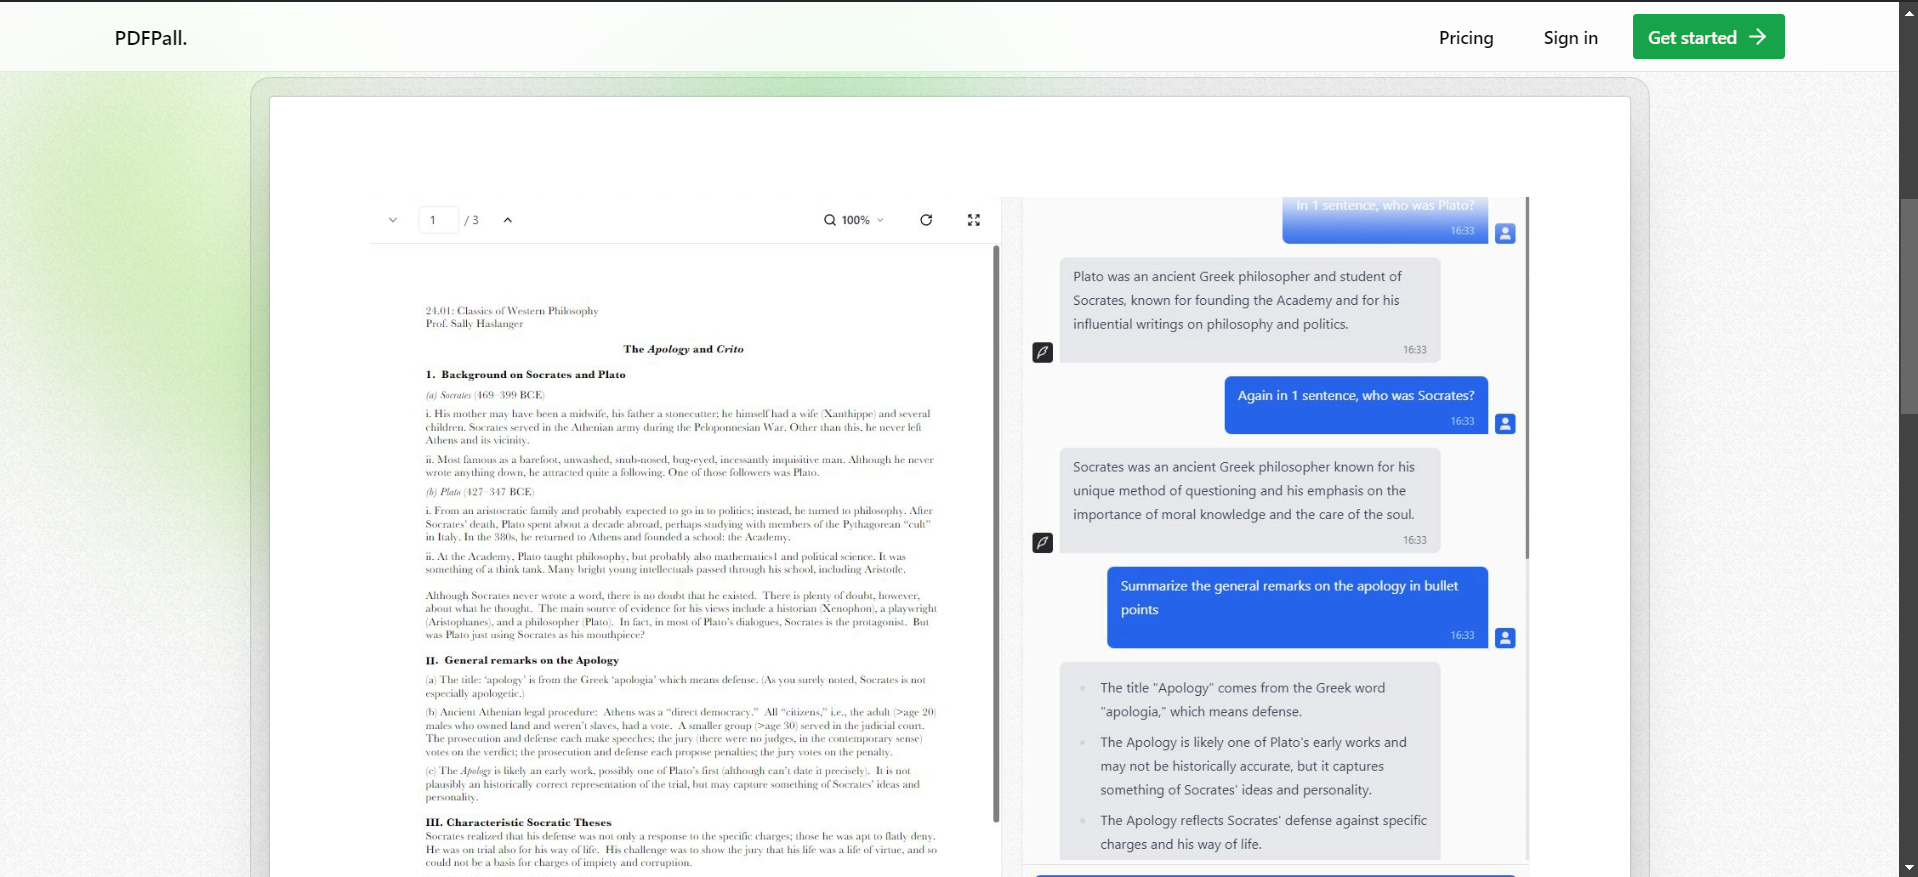 PDFPall.
Pricing
Sign in
Get started
1 / 3
100%
24.01: Classics of Western Philosophy
Prof. Sally Haslanger
The Apology and Crito
1. Background on Socrates and Plato
(a) Socrates (469-399 BCE)
i. His mother may have been a midwife, his father a stonecutter; he himself had a wife (Xanthippe) and several
children. Socrates served in the Athenian army during the Peloponnesian War. Other than this, he never left
Athens and its vicinity.
ii. Most famous as a barefoot, unwashed, snub-nosed, bug-eyed, incessantly inquisitive man. Although he never
wrote anything down, he attracted quite a following. One of those followers was Plato.
(b) Plato (427-347 BCE)
i. From an aristocratic family and probably expected to go in to politics; instead, he turned to philosophy. After
Socrates' death, Plato spent about a decade abroad, perhaps studying with members of the Pythagorean "cult"
in Italy. In the 380s, he returned to Athens and founded a school: the Academy.
ii. At the Academy, Plato taught philosophy, but probably also mathematics1 and political science. It was
something of a think tank. Many bright young intellectuals passed through his school, including Aristotle.
Although Socrates never wrote a word, there is no doubt that he existed. There is plenty of doubt, however,
about what he thought. The main source of evidence for his views include a historian (Xenophon), a playwright
(Aristophanes), and a philosopher (Plato). In fact, in most of Plato's dialogues, Socrates is the protagonist. But
was Plato just using Socrates as his mouthpiece?
II. General remarks on the Apology
(a) The title: 'apology' is from the Greek 'apologia' which means defense. (As you surely noted, Socrates is not
especially apologetic.)
(b) Ancient Athenian legal procedure: Athens was a "direct democracy." All "citizens," i.e., the adult (>age 20)
males who owned land and weren't slaves, had a vote. A smaller group (>age 30) served in the judicial court.
The prosecution and defense each make speeches; the jury (there were no judges, in the contemporary sense)
votes on the verdict; the prosecution and defense each propose penalties; the jury votes on the penalty.
(c) The Apology is likely an early work, possibly one of Plato's first (although can't date it precisely). It is not
plausibly an historically correct representation of the trial, but may capture something of Socrates' ideas and
personality.
III. Characteristic Socratic Theses
Socrates realized that his defense was not only a response to the specific charges; those he was apt to flatly deny.
He was on trial also for his way of life. His challenge was to show the jury that his life was a life of virtue, and so
could not be a basis for charges of impiety and corruption.
In 1 sentence, who was Plato?
16:33
Plato was an ancient Greek philosopher and student of
Socrates, known for founding the Academy and for his
influential writings on philosophy and politics.
16:33
Again in 1 sentence, who was Socrates?
16:33
Socrates was an ancient Greek philosopher known for his
unique method of questioning and his emphasis on the
importance of moral knowledge and the care of the soul.
16:33
Summarize the general remarks on the apology in bullet
points
16:33
The title "Apology" comes from the Greek word
"apologia," which means defense.
The Apology is likely one of Plato's early works and
may not be historically accurate, but it captures
something of Socrates' ideas and personality.
The Apology reflects Socrates' defense against specific
charges and his way of life.